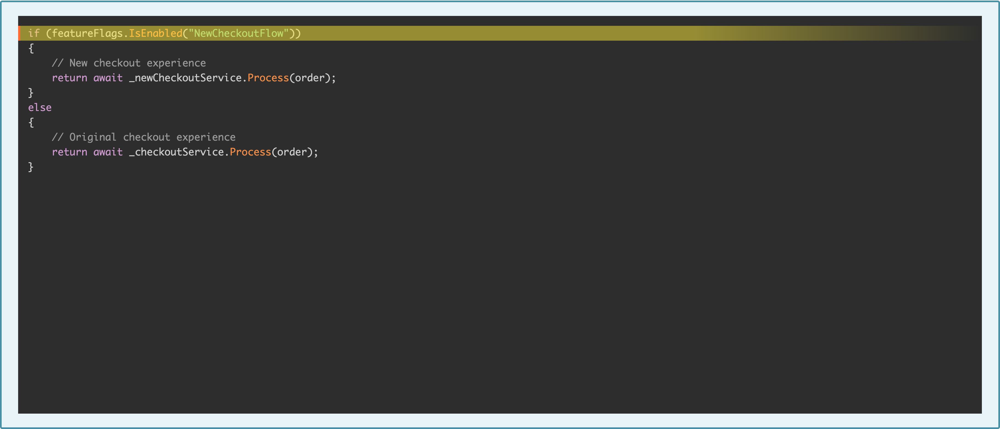 if (featureFlags.IsEnabled("NewCheckoutFlow"))
{
    // New checkout experience
    return await _newCheckoutService.Process(order);
}
else
{
    // Original checkout experience
    return await _checkoutService.Process(order);
}